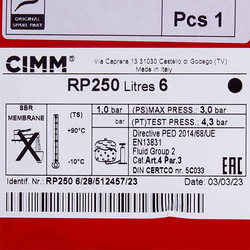 ORIGINAL
SPARE PART
Pcs 1
CIMM
Via Caprera,13 31030 Castello di Godego (TV)
Made in Italy
RP250 Litres 6
SBR
MEMBRANE
(TS)
+90°C
-10°C
1,0 bar
(PS)MAX PRESS.: 3,0 bar
1,0 bar
(PT)TEST PRESS.: 4,3 bar
Directive PED 2014/68/UE
EN13831
Fluid Group 2
Cat.Art.4 Par.3
DIN CERTCO nr. 5C033
EAC
Identif. Nr.: RP250 6/28/512457/23
Date: 03/03/23